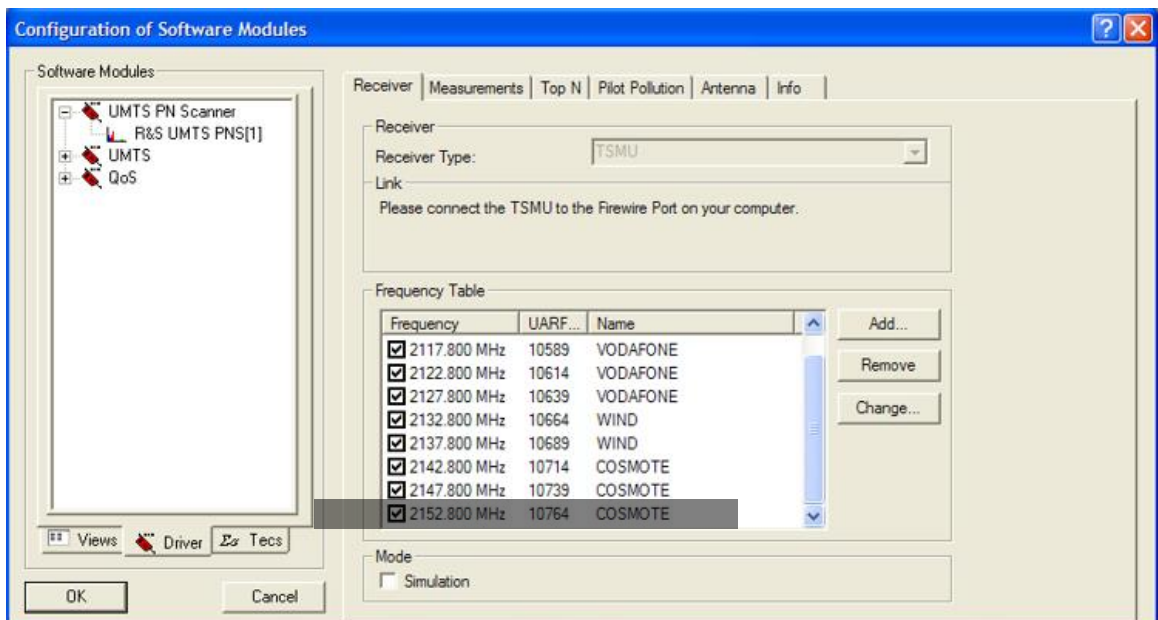 Configuration of Software Modules
Software Modules
UMTS PN Scanner
R&S UMTS PNS[1]
UMTS
QoS
Views Driver Σα Tecs
OK Cancel
Receiver Measurements Top N Pilot Pollution Antenna Info
Receiver
Receiver Type: TSMU
Link
Please connect the TSMU to the Firewire Port on your computer.
Frequency Table
Frequency UARF... Name
2117.800 MHz 10589 VODAFONE
2122.800 MHz 10614 VODAFONE
2127.800 MHz 10639 VODAFONE
2132.800 MHz 10664 WIND
2137.800 MHz 10689 WIND
2142.800 MHz 10714 COSMOTE
2147.800 MHz 10739 COSMOTE
2152.800 MHz 10764 COSMOTE
Add...
Remove
Change...
Mode
Simulation